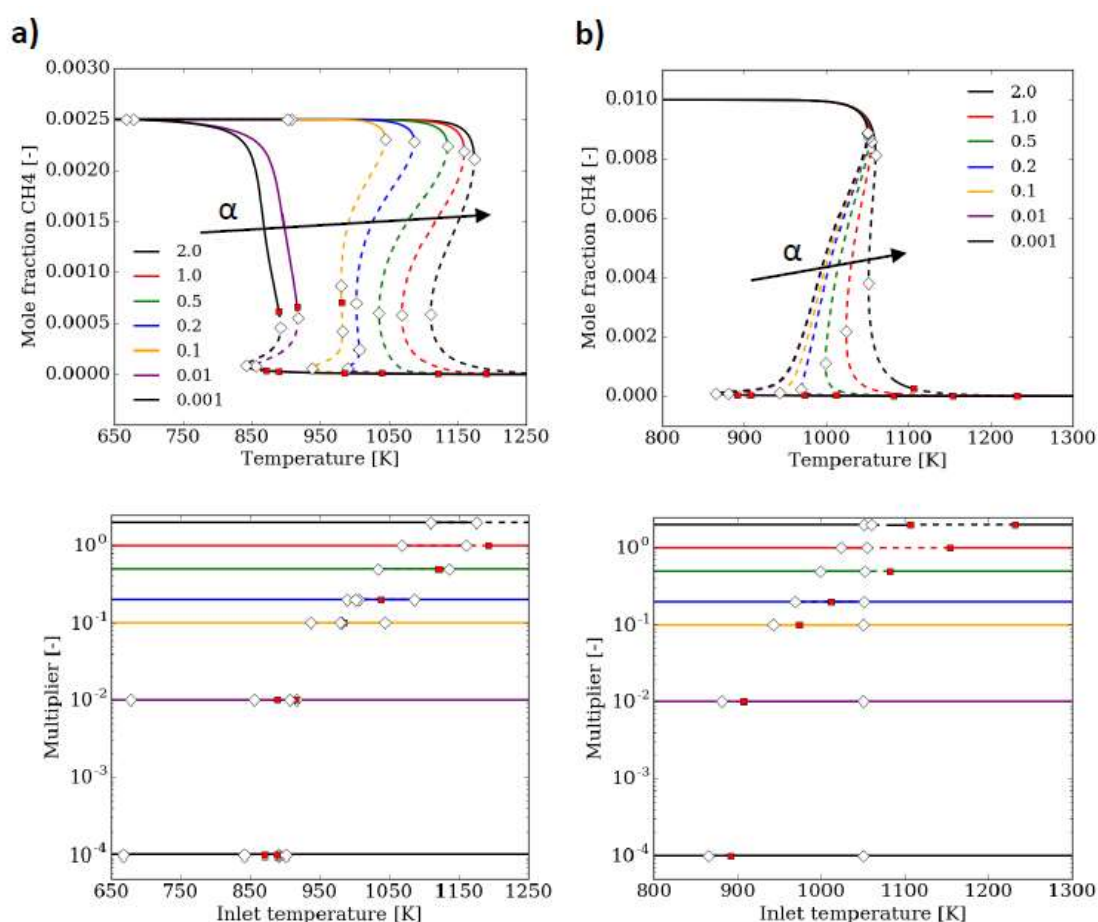 a)
0.0030
0.0025
0.0020
0.0015
0.0010
0.0005
0.0000
Mole fraction CH4 [-]
α
2.0
1.0
0.5
0.2
0.1
0.01
0.001
650 750 850 950 1050 1150 1250
Temperature [K]
b)
0.010
0.008
0.006
0.004
0.002
0.000
Mole fraction CH4 [-]
α
2.0
1.0
0.5
0.2
0.1
0.01
0.001
800 900 1000 1100 1200 1300
Temperature [K]
10⁰
10⁻¹
10⁻²
10⁻³
10⁻⁴
Multiplier [-]
650 750 850 950 1050 1150 1250
Inlet temperature [K]
10⁰
10⁻¹
10⁻²
10⁻³
10⁻⁴
Multiplier [-]
800 900 1000 1100 1200 1300
Inlet temperature [K]